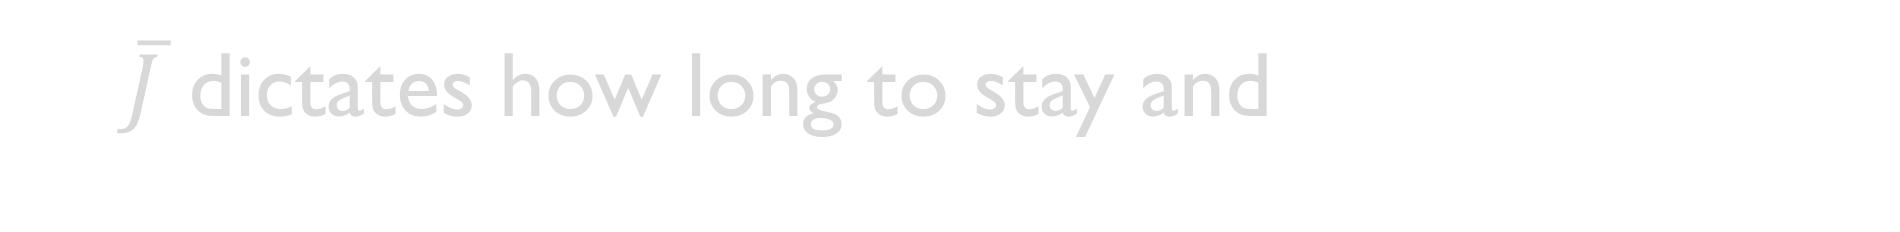 J̅ dictates how long to stay and